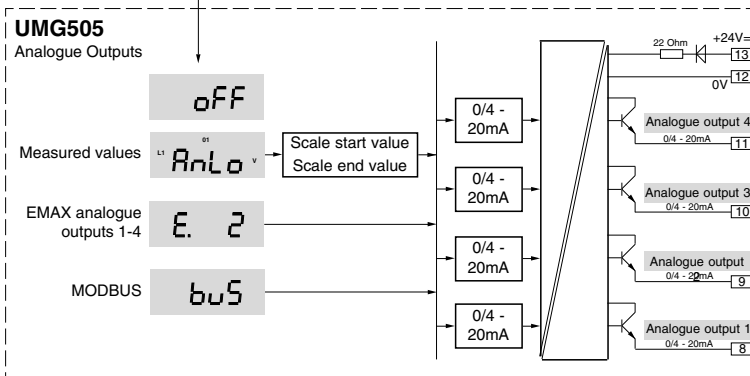 UMG505
Analogue Outputs
oFF
Measured values
L1
01
AnLo
v
Scale start value
Scale end value
EMAX analogue
outputs 1-4
E. 2
MODBUS
buS
0/4 -
20mA
0/4 -
20mA
0/4 -
20mA
0/4 -
20mA
22 Ohm
+24V=
13
12
0V
Analogue output 4
0/4 - 20mA
11
Analogue output 3
0/4 - 20mA
10
Analogue output
2
0/4 - 20mA
9
Analogue output 1
0/4 - 20mA
8